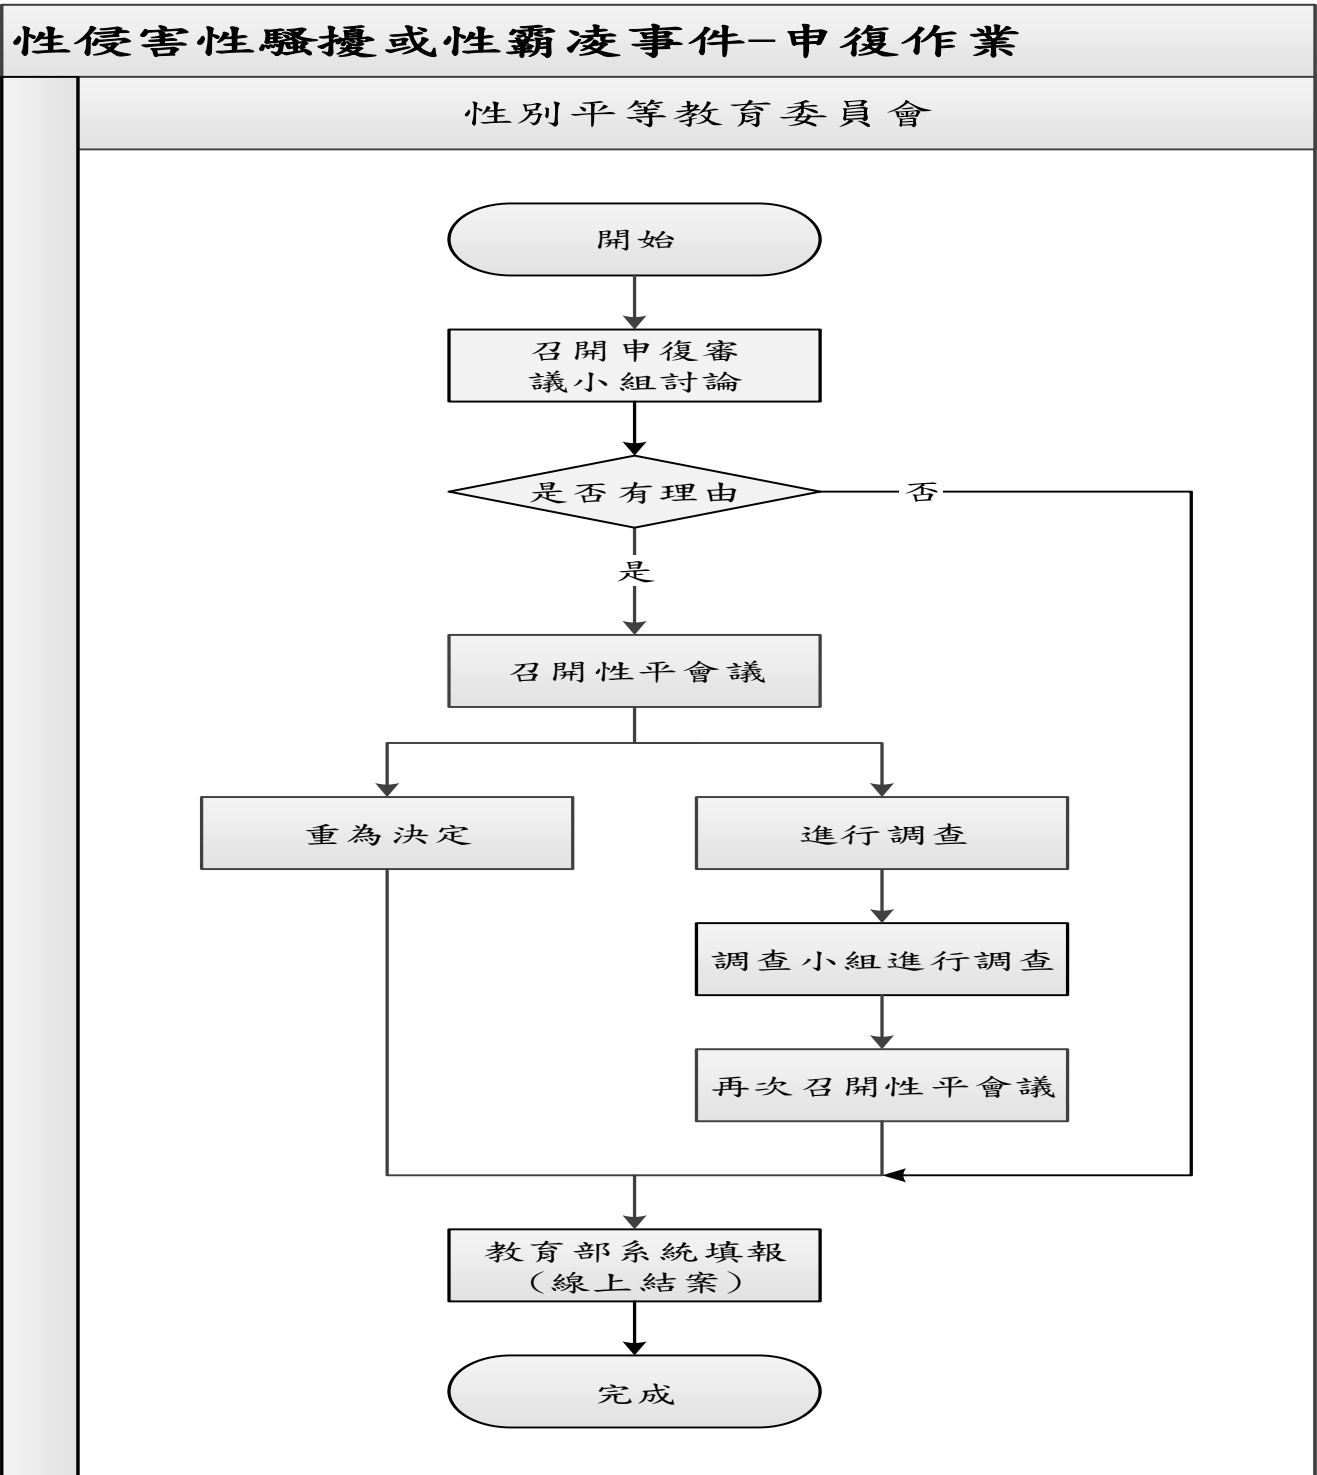 性侵害性騷擾或性霸凌事件-申復作業
性別平等教育委員會
開始
召開申復審
議小組討論
是否有理由
否
是
召開性平會議
重為決定
進行調查
調查小組進行調查
再次召開性平會議
教育部系統填報
（線上結案）
完成